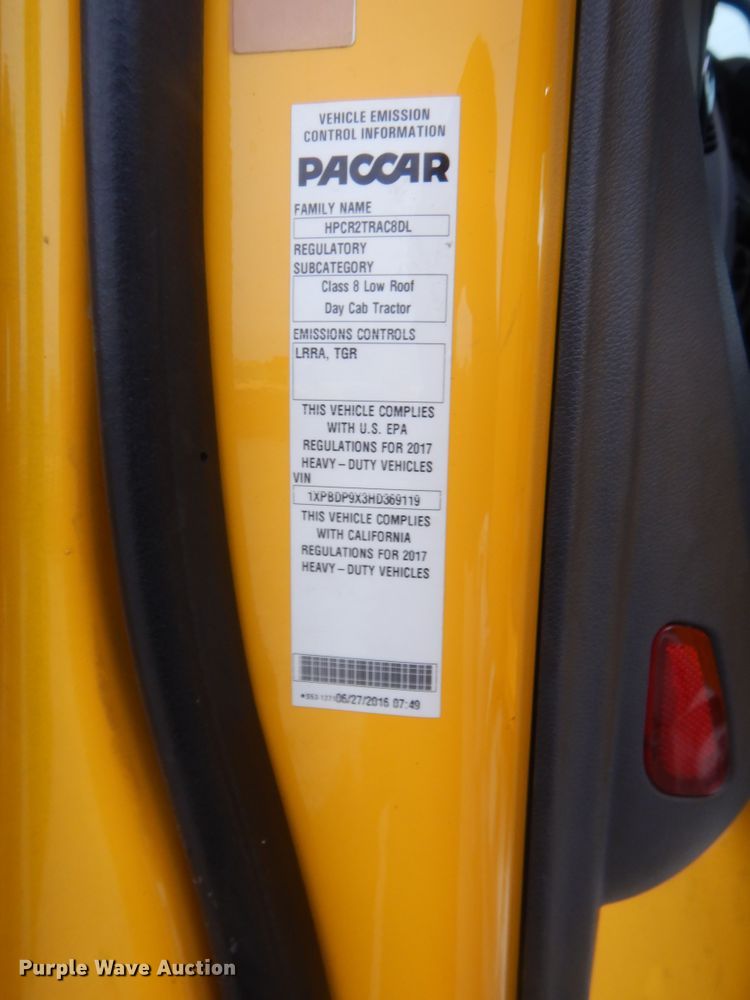 VEHICLE EMISSION
CONTROL INFORMATION
PACCAR
FAMILY NAME
HPCR2TRAC8DL
REGULATORY
SUBCATEGORY
Class 8 Low Roof
Day Cab Tractor
EMISSIONS CONTROLS
LRRA, TGR
THIS VEHICLE COMPLIES
WITH U.S. EPA
REGULATIONS FOR 2017
HEAVY-DUTY VEHICLES
VIN
1XPBDP9X3HD369119
THIS VEHICLE COMPLIES
WITH CALIFORNIA
REGULATIONS FOR 2017
HEAVY-DUTY VEHICLES
06/27/2016 07:49
Purple Wave Auction